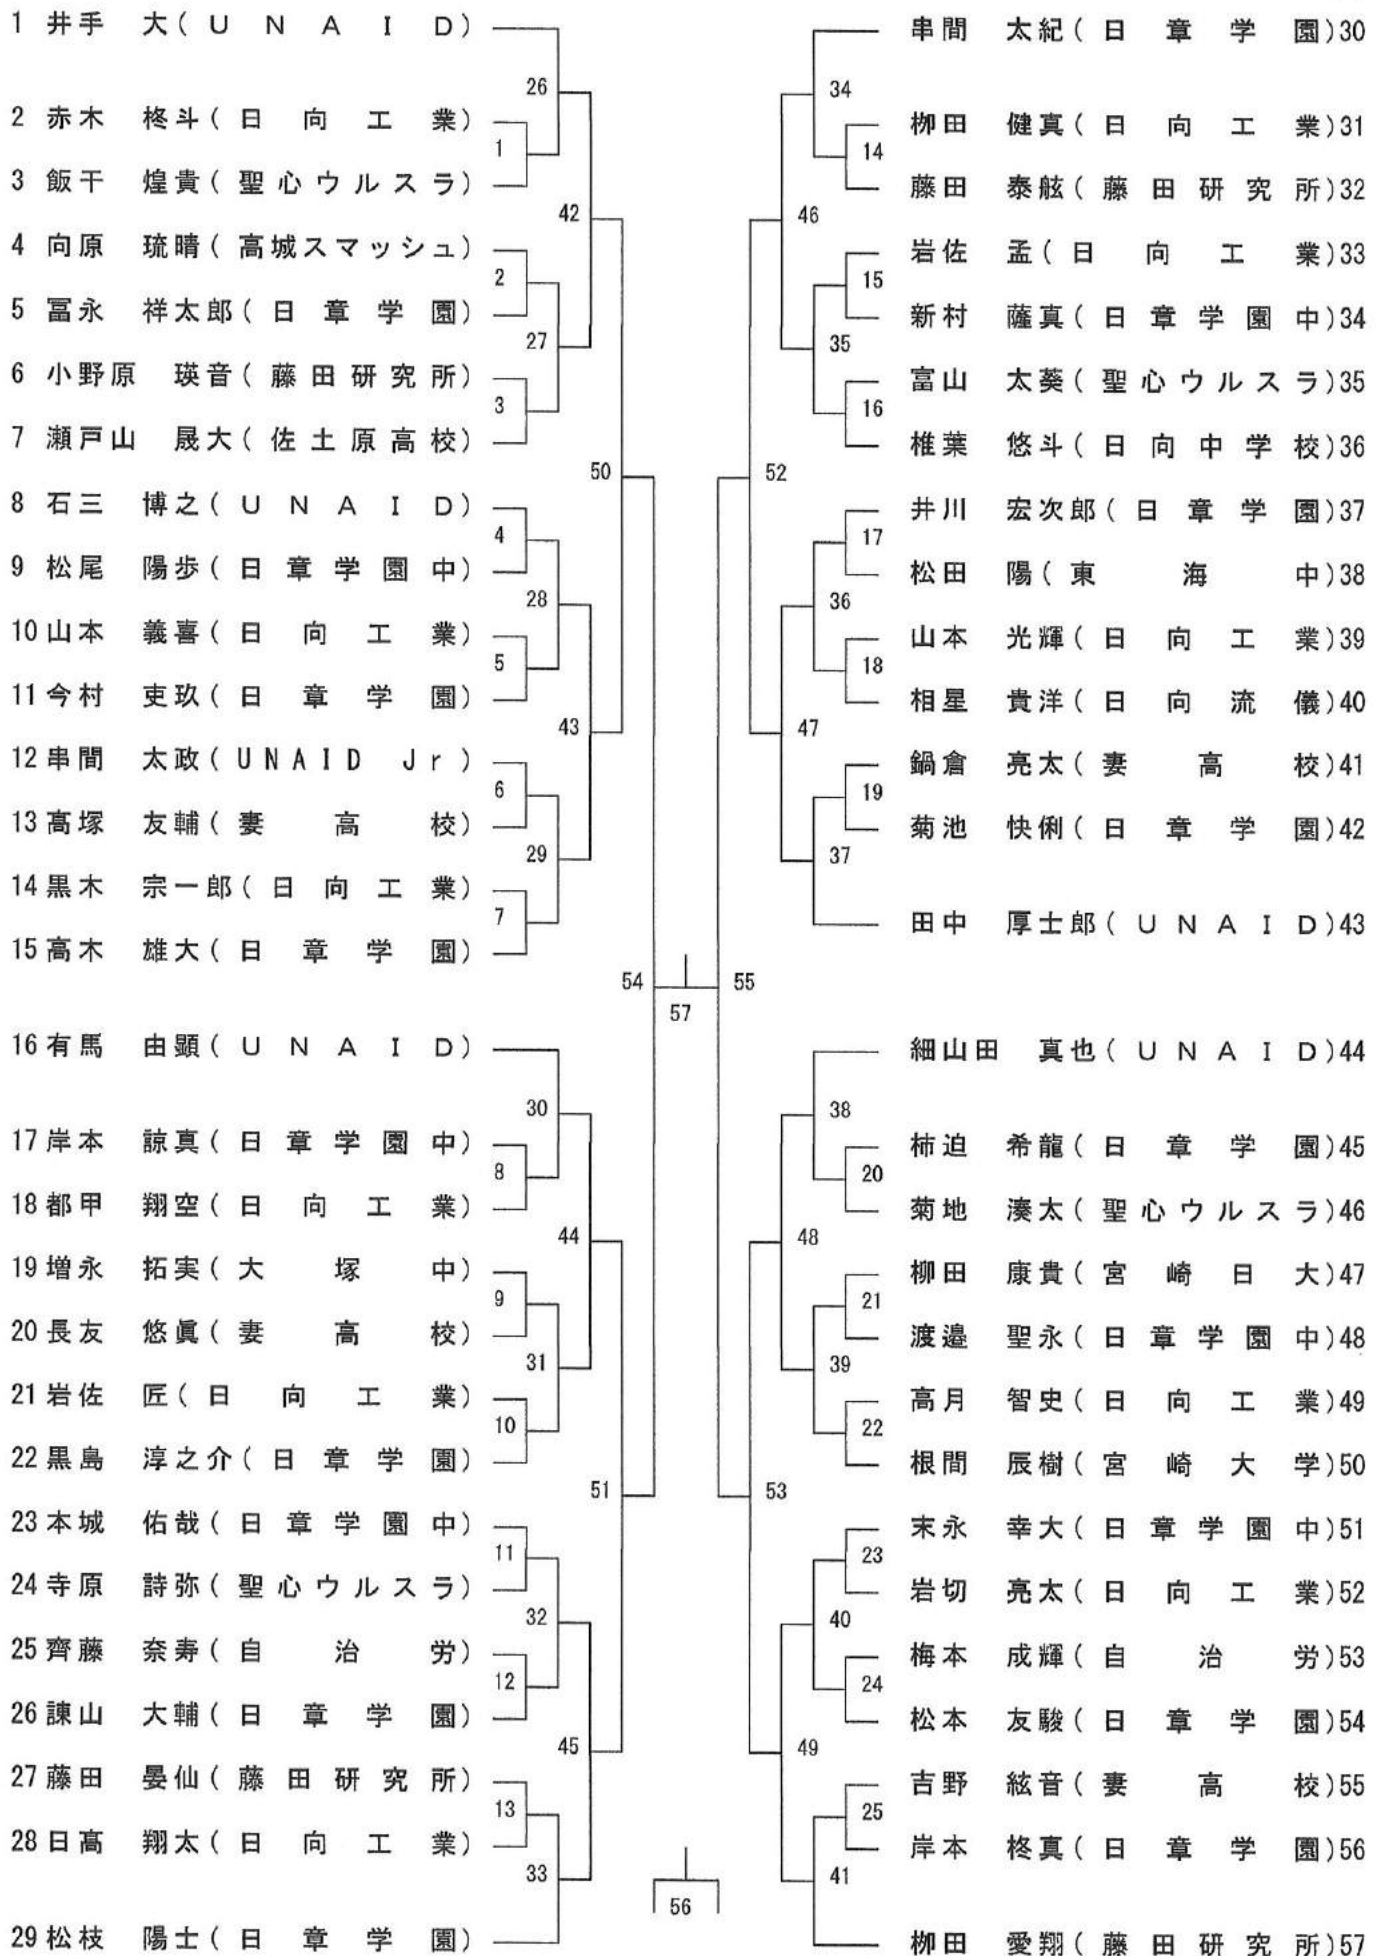 1 井手 大(UNAID)
2 赤木 柊斗(日向工業)
3 飯干 煌貴(聖心ウルスラ)
4 向原 琉晴(高城スマッシュ)
5 冨永 祥太郎(日章学園)
6 小野原 瑛音(藤田研究所)
7 瀬戸山 晟大(佐土原高校)
8 石三 博之(UNAID)
9 松尾 陽歩(日章学園中)
10 山本 義喜(日向工業)
11 今村 吏玖(日章学園)
12 串間 太政(UNAID Jr)
13 髙塚 友輔(妻高校)
14 黒木 宗一郎(日向工業)
15 高木 雄大(日章学園)
16 有馬 由顕(UNAID)
17 岸本 諒真(日章学園中)
18 都甲 翔空(日向工業)
19 増永 拓実(大塚中)
20 長友 悠眞(妻高校)
21 岩佐 匠(日向工業)
22 黒島 淳之介(日章学園)
23 本城 佑哉(日章学園中)
24 寺原 詩弥(聖心ウルスラ)
25 齊藤 奈寿(自治労)
26 諌山 大輔(日章学園)
27 藤田 晏仙(藤田研究所)
28 日髙 翔太(日向工業)
29 松枝 陽士(日章学園)
26
1
42
2
27
3
50
4
28
5
43
6
29
7
54
30
8
44
9
31
10
51
11
32
12
45
13
33
57
56
55
34
14
46
15
35
16
52
17
36
18
47
19
37
38
20
48
21
39
22
53
23
40
24
49
25
41
串間 太紀(日章学園)30
栁田 健真(日向工業)31
藤田 泰舷(藤田研究所)32
岩佐 孟(日向工業)33
新村 薩真(日章学園中)34
富山 太葵(聖心ウルスラ)35
椎葉 悠斗(日向中学校)36
井川 宏次郎(日章学園)37
松田 陽(東海中)38
山本 光輝(日向工業)39
相星 貴洋(日向流儀)40
鍋倉 亮太(妻高校)41
菊池 快俐(日章学園)42
田中 厚士郎(UNAID)43
細山田 真也(UNAID)44
柿迫 希龍(日章学園)45
菊地 湊太(聖心ウルスラ)46
柳田 康貴(宮崎日大)47
渡邉 聖永(日章学園中)48
高月 智史(日向工業)49
根間 辰樹(宮崎大学)50
末永 幸大(日章学園中)51
岩切 亮太(日向工業)52
梅本 成輝(自治労)53
松本 友駿(日章学園)54
吉野 絃音(妻高校)55
岸本 柊真(日章学園)56
栁田 愛翔(藤田研究所)57